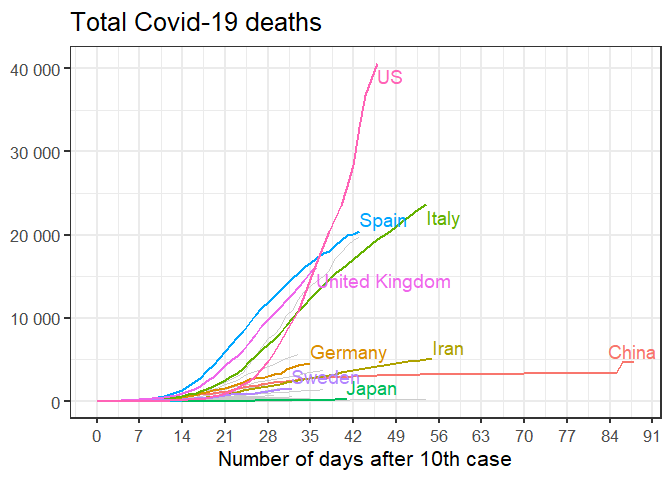 Total Covid-19 deaths
40 000
30 000
20 000
10 000
0
US
Spain
Italy
United Kingdom
Germany
Iran
China
Sweden
Japan
0 7 14 21 28 35 42 49 56 63 70 77 84 91
Number of days after 10th case